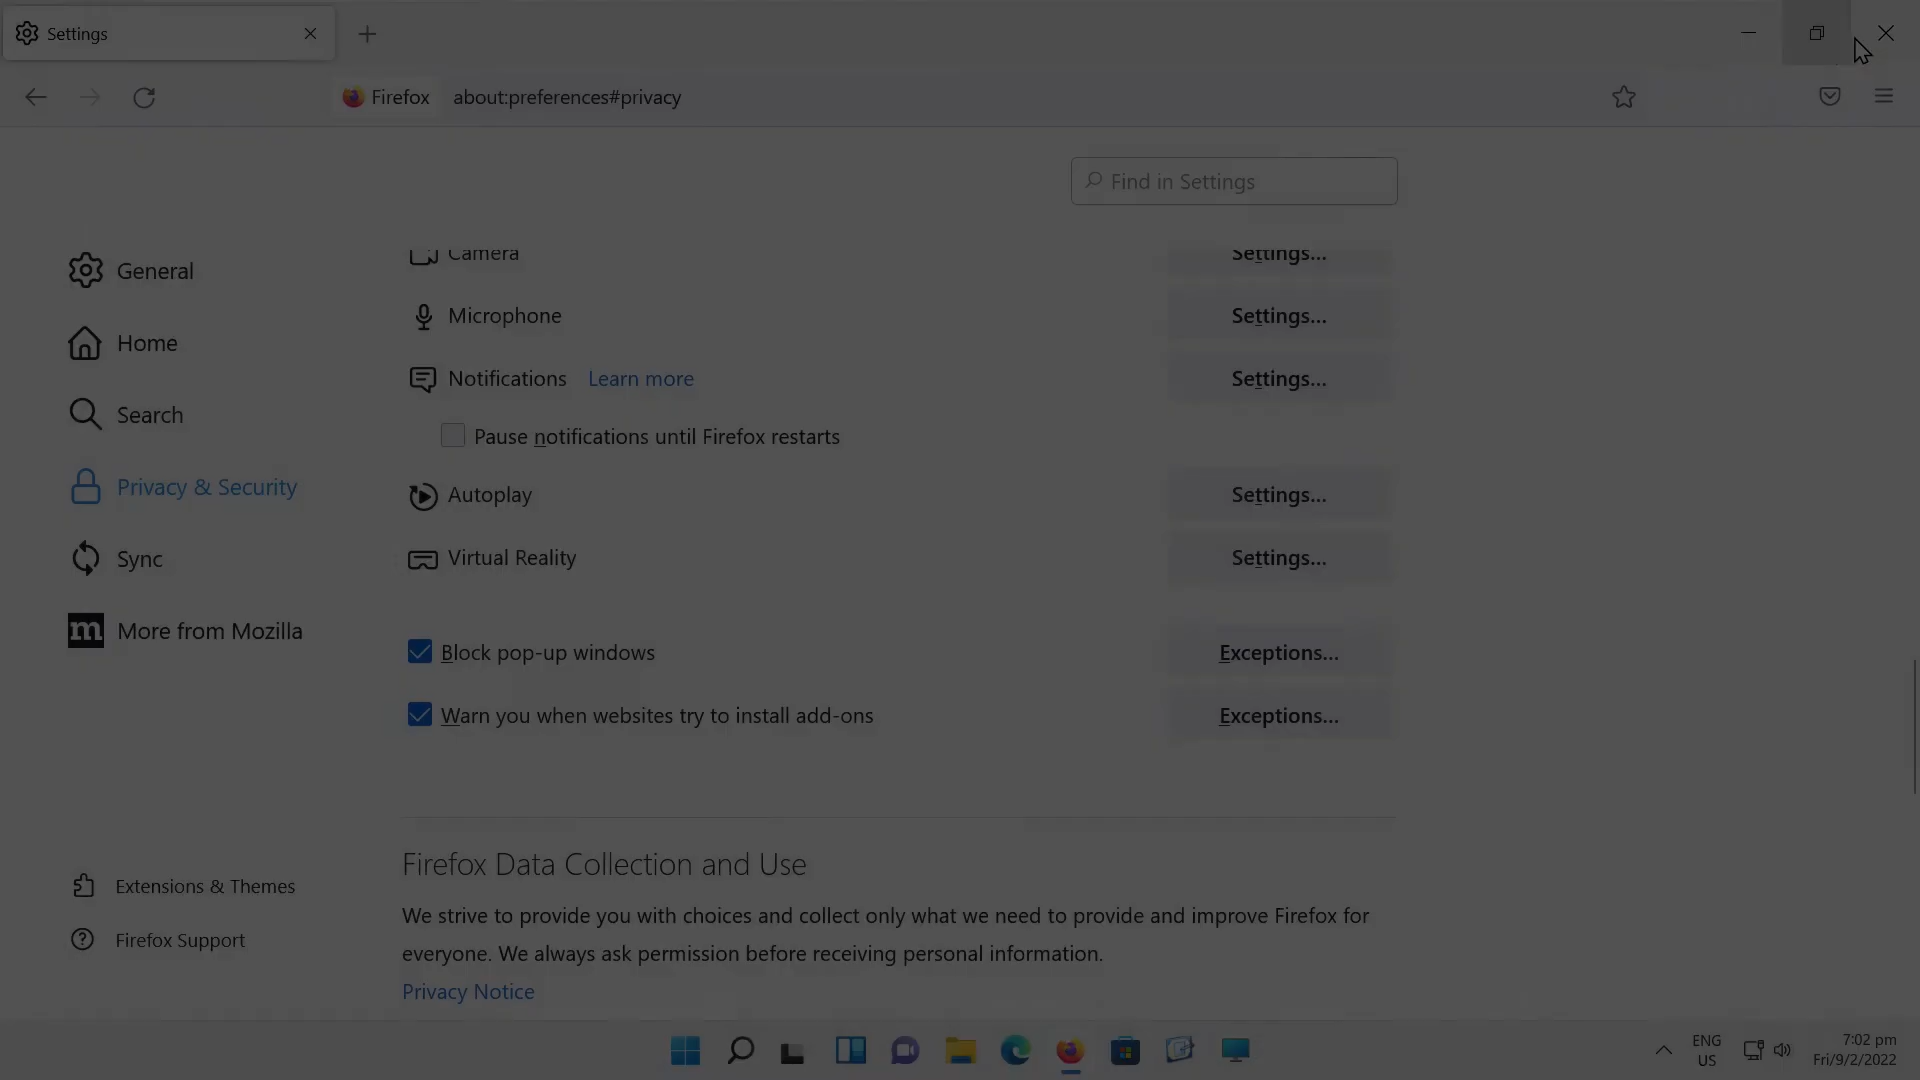 Settings
Firefox about:preferences#privacy
Find in Settings
General
Home
Search
Privacy & Security
Sync
m More from Mozilla
Extensions & Themes
Firefox Support
Camera Settings...
Microphone Settings...
Notifications Learn more Settings...
Pause notifications until Firefox restarts
Autoplay Settings...
Virtual Reality Settings...
Block pop-up windows Exceptions...
Warn you when websites try to install add-ons Exceptions...
Firefox Data Collection and Use
We strive to provide you with choices and collect only what we need to provide and improve Firefox for
everyone. We always ask permission before receiving personal information.
Privacy Notice
ENG
US
7:02 pm
Fri/9/2/2022